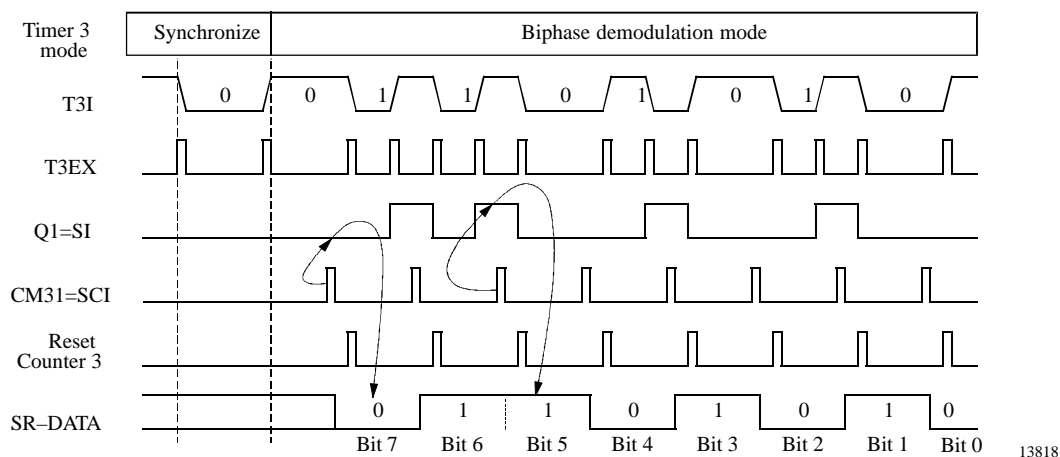 Timer 3
mode
Synchronize
Biphase demodulation mode
T3I
0 0 1 1 0 1 0 1 0
T3EX
Q1=SI
CM31=SCI
Reset
Counter 3
SR–DATA
0 1 1 0 1 0 1 0
Bit 7 Bit 6 Bit 5 Bit 4 Bit 3 Bit 2 Bit 1 Bit 0
13818